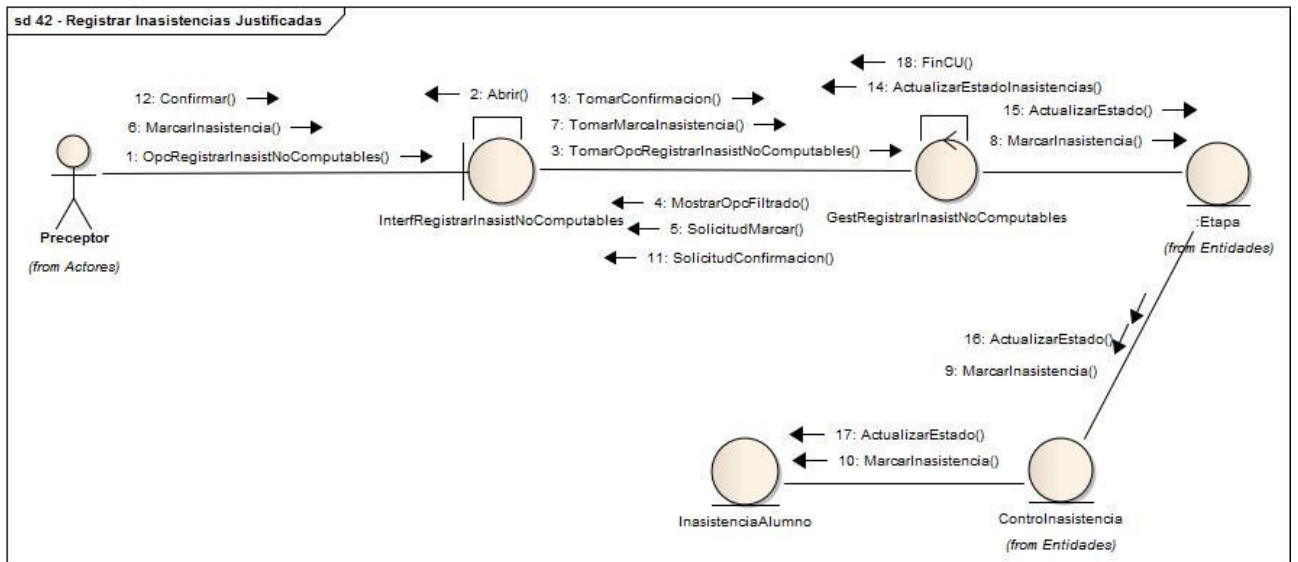 sd 42 - Registrar Inasistencias Justificadas
18: FinCU()
12: Confirmar()
2: Abrir()
13: TomarConfirmacion()
14: ActualizarEstadoInasistencias()
15: ActualizarEstado()
6: MarcarInasistencia()
7: TomarMarcaInasistencia()
8: MarcarInasistencia()
1: OpcRegistrarInasistNoComputables()
3: TomarOpcRegistrarInasistNoComputables()
InterfRegistrarInasistNoComputables
GestRegistrarInasistNoComputables
:Etapa
(from Entidades)
4: MostrarOpcFiltrado()
5: SolicitudMarcar()
11: SolicitudConfirmacion()
Preceptor
(from Actores)
16: ActualizarEstado()
9: MarcarInasistencia()
17: ActualizarEstado()
10: MarcarInasistencia()
InasistenciaAlumno
ControInasistencia
(from Entidades)